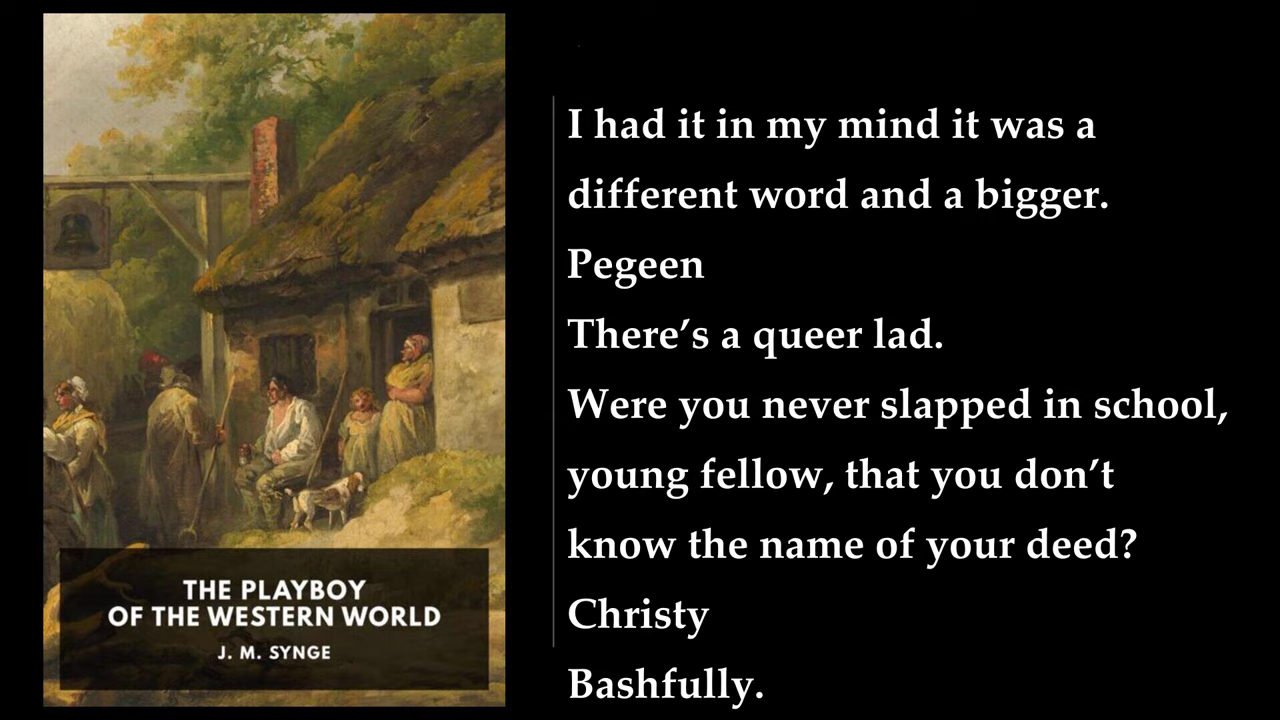 THE PLAYBOY
OF THE WESTERN WORLD
J. M. SYNGE
I had it in my mind it was a
different word and a bigger.
Pegeen
There’s a queer lad.
Were you never slapped in school,
young fellow, that you don’t
know the name of your deed?
Christy
Bashfully.